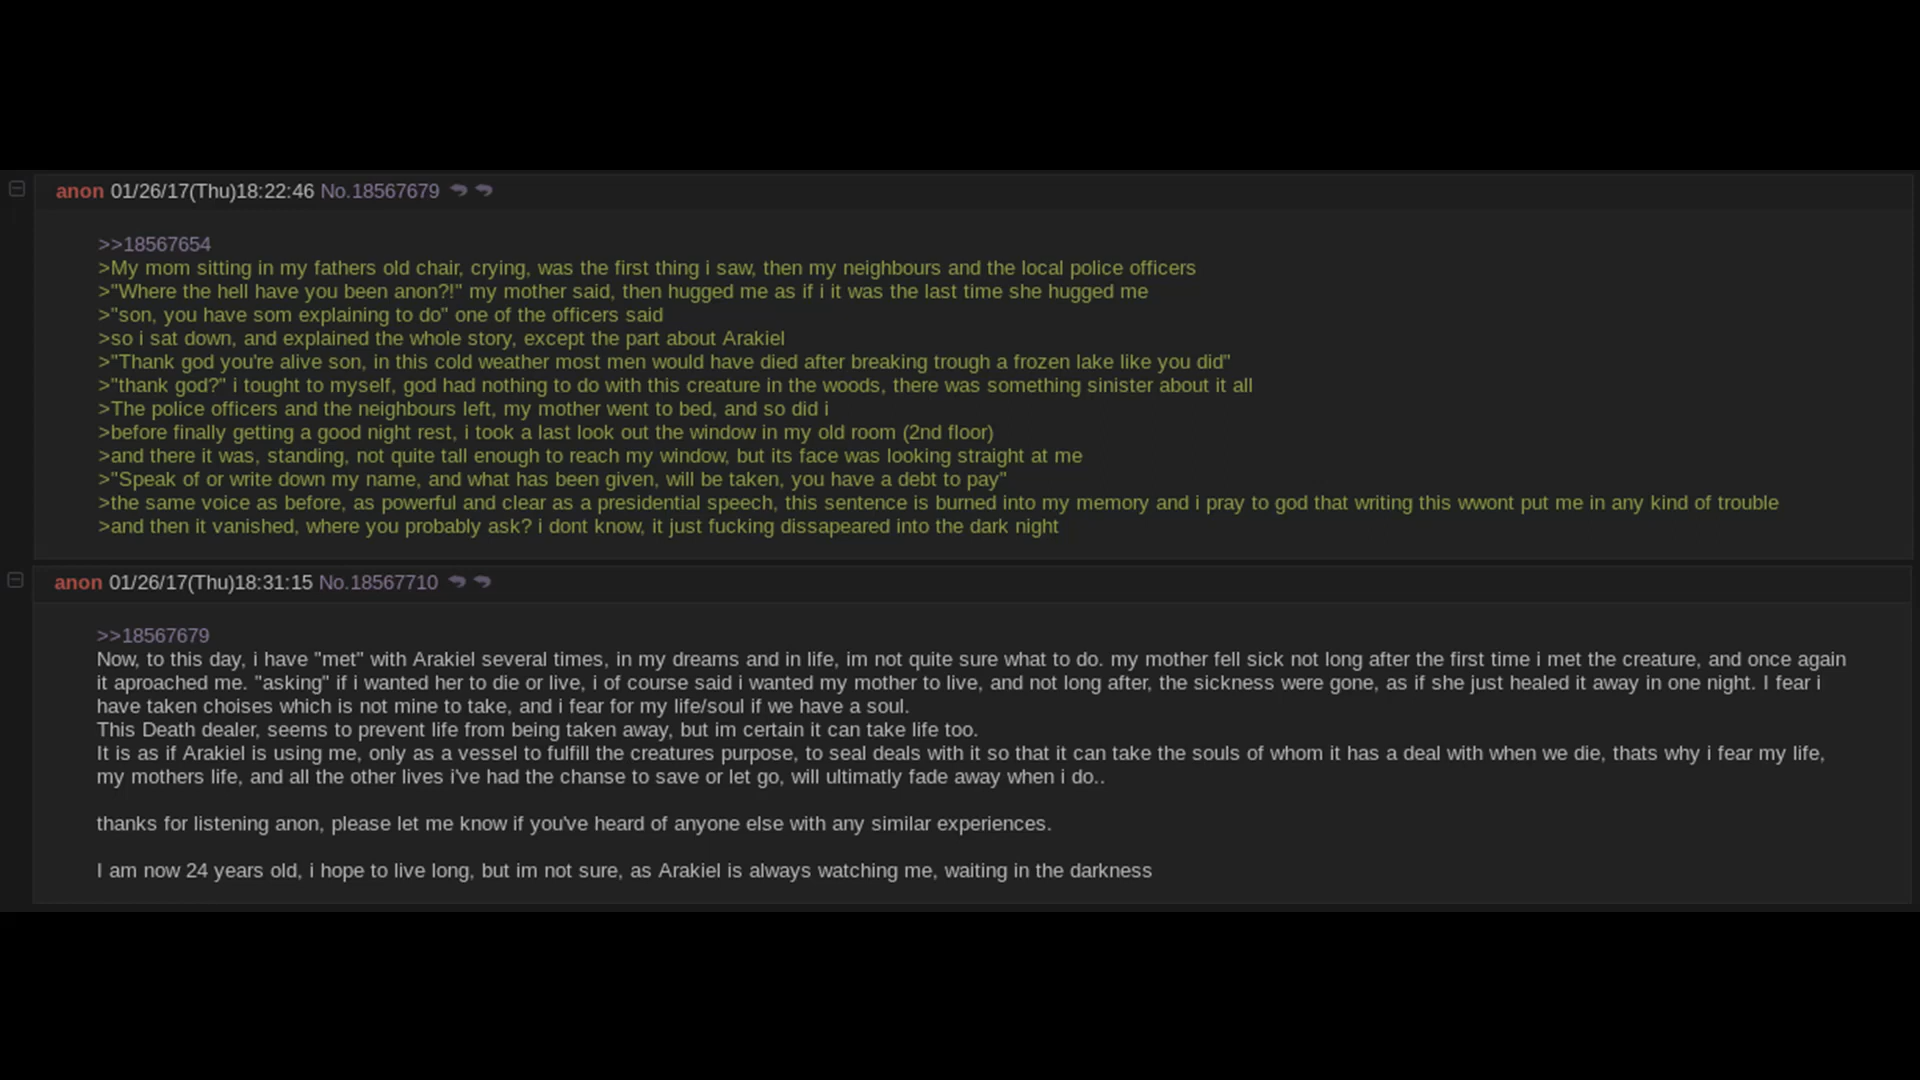 anon 01/26/17(Thu)18:22:46 No.18567679
>>18567654
>My mom sitting in my fathers old chair, crying, was the first thing i saw, then my neighbours and the local police officers
>"Where the hell have you been anon?!" my mother said, then hugged me as if i it was the last time she hugged me
>"son, you have som explaining to do" one of the officers said
>so i sat down, and explained the whole story, except the part about Arakiel
>"Thank god you're alive son, in this cold weather most men would have died after breaking trough a frozen lake like you did"
>"thank god?" i tought to myself, god had nothing to do with this creature in the woods, there was something sinister about it all
>The police officers and the neighbours left, my mother went to bed, and so did i
>before finally getting a good night rest, i took a last look out the window in my old room (2nd floor)
>and there it was, standing, not quite tall enough to reach my window, but its face was looking straight at me
>"Speak of or write down my name, and what has been given, will be taken, you have a debt to pay"
>the same voice as before, as powerful and clear as a presidential speech, this sentence is burned into my memory and i pray to god that writing this wwont put me in any kind of trouble
>and then it vanished, where you probably ask? i dont know, it just fucking dissapeared into the dark night
anon 01/26/17(Thu)18:31:15 No.18567710
>>18567679
Now, to this day, i have "met" with Arakiel several times, in my dreams and in life, im not quite sure what to do. my mother fell sick not long after the first time i met the creature, and once again
it aproached me. "asking" if i wanted her to die or live, i of course said i wanted my mother to live, and not long after, the sickness were gone, as if she just healed it away in one night. I fear i
have taken choises which is not mine to take, and i fear for my life/soul if we have a soul.
This Death dealer, seems to prevent life from being taken away, but im certain it can take life too.
It is as if Arakiel is using me, only as a vessel to fulfill the creatures purpose, to seal deals with it so that it can take the souls of whom it has a deal with when we die, thats why i fear my life,
my mothers life, and all the other lives i've had the chanse to save or let go, will ultimatly fade away when i do..
thanks for listening anon, please let me know if you've heard of anyone else with any similar experiences.
I am now 24 years old, i hope to live long, but im not sure, as Arakiel is always watching me, waiting in the darkness